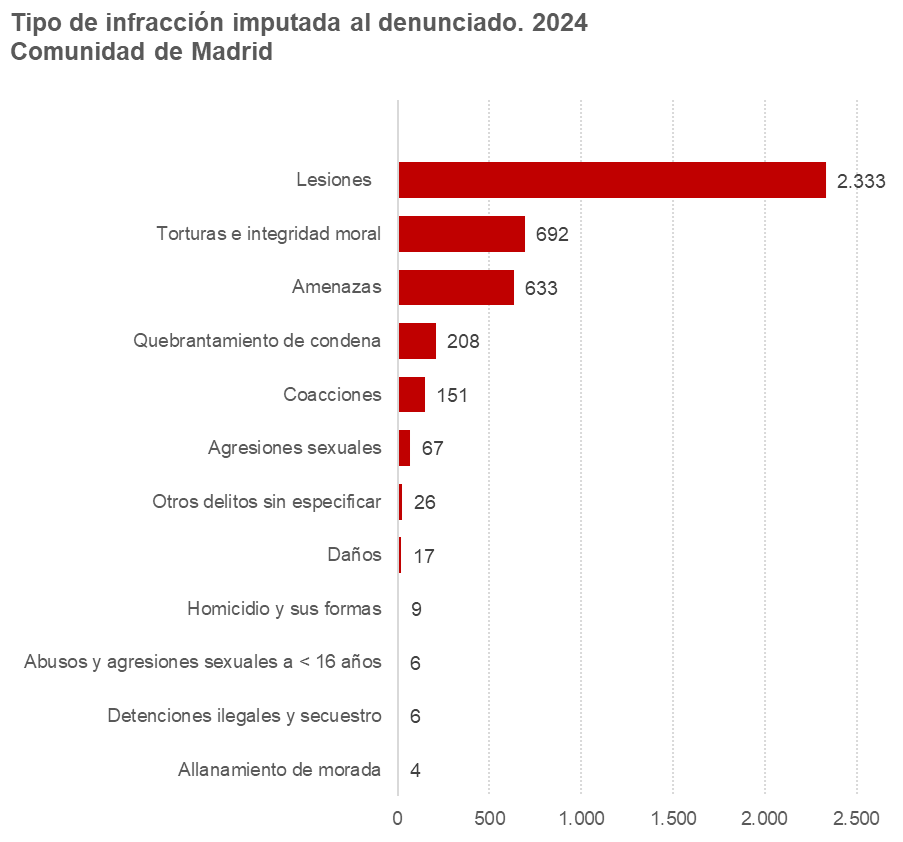 Tipo de infracción imputada al denunciado. 2024
Comunidad de Madrid
Lesiones 2.333
Torturas e integridad moral 692
Amenazas 633
Quebrantamiento de condena 208
Coacciones 151
Agresiones sexuales 67
Otros delitos sin especificar 26
Daños 17
Homicidio y sus formas 9
Abusos y agresiones sexuales a < 16 años 6
Detenciones ilegales y secuestro 6
Allanamiento de morada 4
0 500 1.000 1.500 2.000 2.500